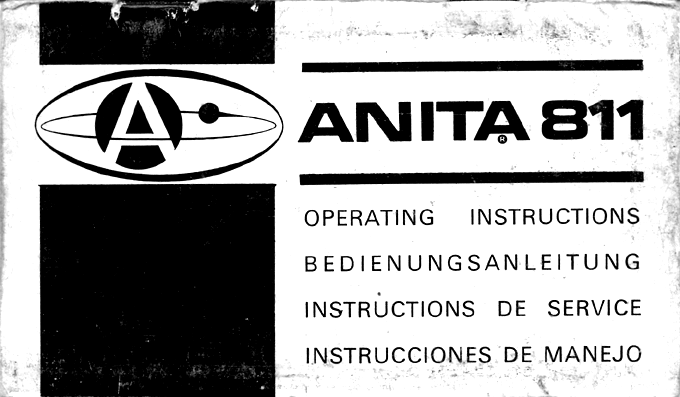 A
ANITA 811
®
OPERATING INSTRUCTIONS
BEDIENUNGSANLEITUNG
INSTRUCTIONS DE SERVICE
INSTRUCCIONES DE MANEJO